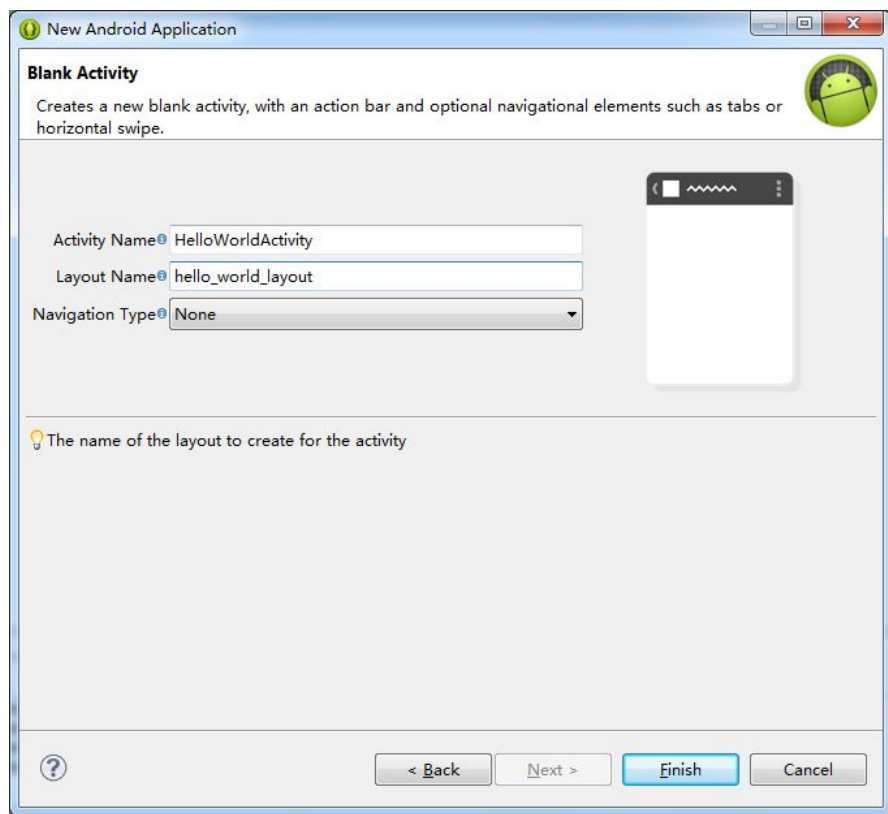 New Android Application
Blank Activity
Creates a new blank activity, with an action bar and optional navigational elements such as tabs or
horizontal swipe.
Activity Name HelloWorldActivity
Layout Name hello_world_layout
Navigation Type None
The name of the layout to create for the activity
< Back Next > Finish Cancel